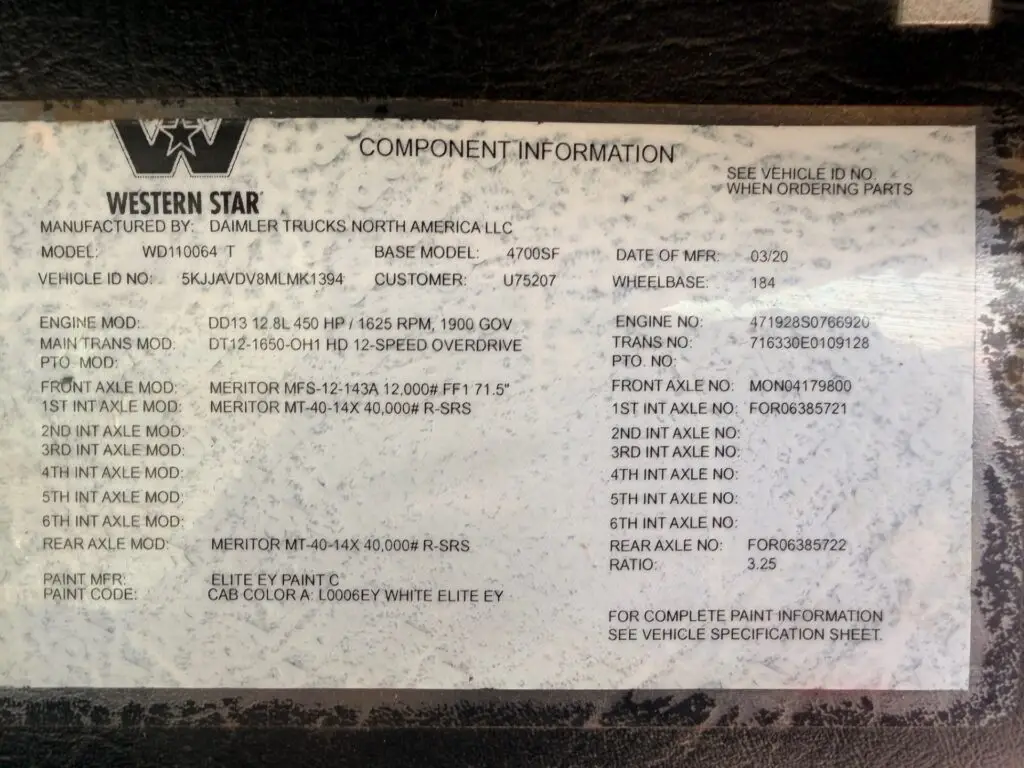 COMPONENT INFORMATION
SEE VEHICLE ID NO.
WHEN ORDERING PARTS
WESTERN STAR
MANUFACTURED BY: DAIMLER TRUCKS NORTH AMERICA LLC
MODEL: WD110064 T BASE MODEL: 4700SF DATE OF MFR: 03/20
VEHICLE ID NO: 5KJJAVDV8MLMK1394 CUSTOMER: U75207 WHEELBASE: 184
ENGINE MOD: DD13 12.8L 450 HP / 1625 RPM, 1900 GOV ENGINE NO: 471928S0766920
MAIN TRANS MOD: DT12-1650-OH1 HD 12-SPEED OVERDRIVE TRANS NO: 716330E0109128
PTO. MOD: PTO. NO:
FRONT AXLE MOD: MERITOR MFS-12-143A 12,000# FF1 71.5" FRONT AXLE NO: MON04179800
1ST INT AXLE MOD: MERITOR MT-40-14X 40,000# R-SRS 1ST INT AXLE NO: FOR06385721
2ND INT AXLE MOD: 2ND INT AXLE NO:
3RD INT AXLE MOD: 3RD INT AXLE NO:
4TH INT AXLE MOD: 4TH INT AXLE NO:
5TH INT AXLE MOD: 5TH INT AXLE NO:
6TH INT AXLE MOD: 6TH INT AXLE NO:
REAR AXLE MOD: MERITOR MT-40-14X 40,000# R-SRS REAR AXLE NO: FOR06385722
RATIO: 3.25
PAINT MFR: ELITE EY PAINT C
PAINT CODE: CAB COLOR A: L0006EY WHITE ELITE EY
FOR COMPLETE PAINT INFORMATION
SEE VEHICLE SPECIFICATION SHEET.